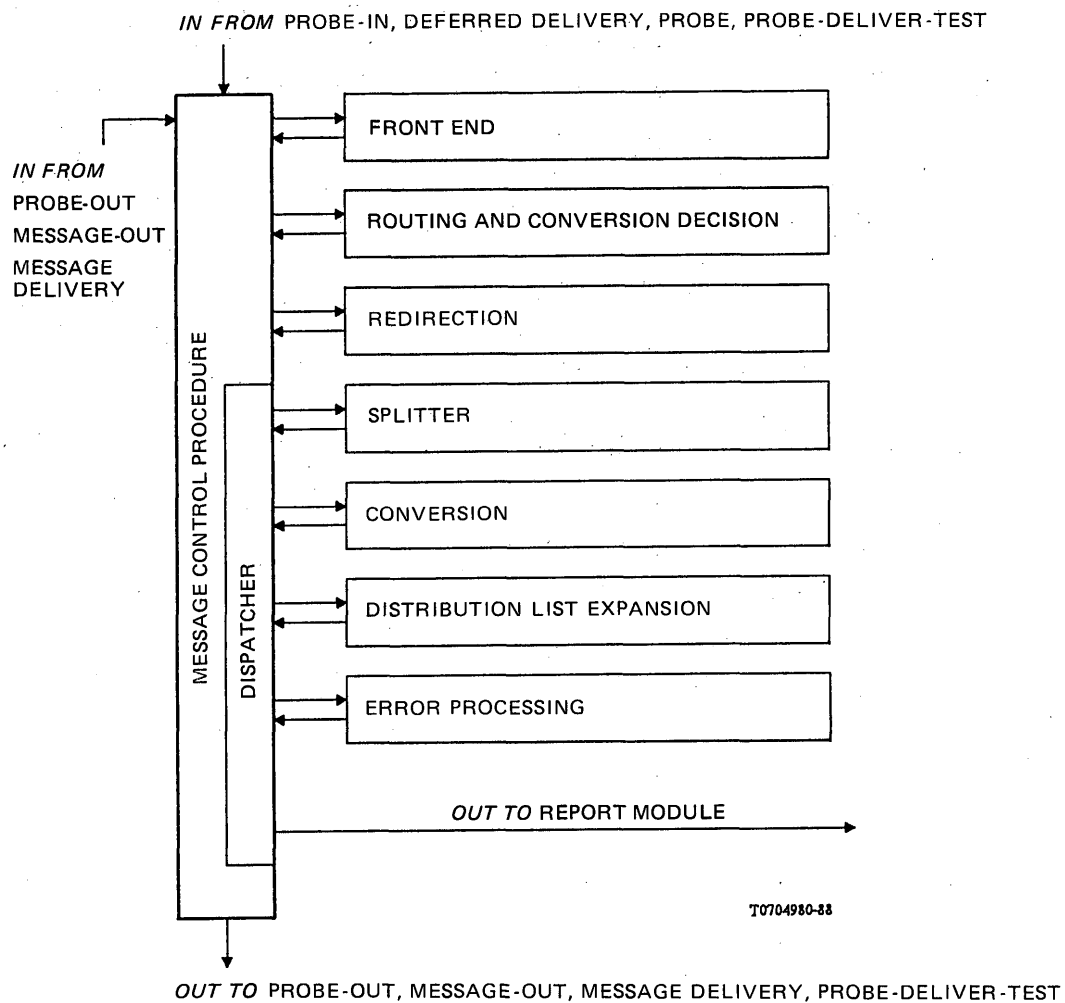 IN FROM PROBE-IN, DEFERRED DELIVERY, PROBE, PROBE-DELIVER-TEST
FRONT END
IN FROM
PROBE-OUT
MESSAGE-OUT
MESSAGE
DELIVERY
ROUTING AND CONVERSION DECISION
REDIRECTION
MESSAGE CONTROL PROCEDURE
SPLITTER
CONVERSION
DISPATCHER
DISTRIBUTION LIST EXPANSION
ERROR PROCESSING
OUT TO REPORT MODULE
T0704980-88
OUT TO PROBE-OUT, MESSAGE-OUT, MESSAGE DELIVERY, PROBE-DELIVER-TEST